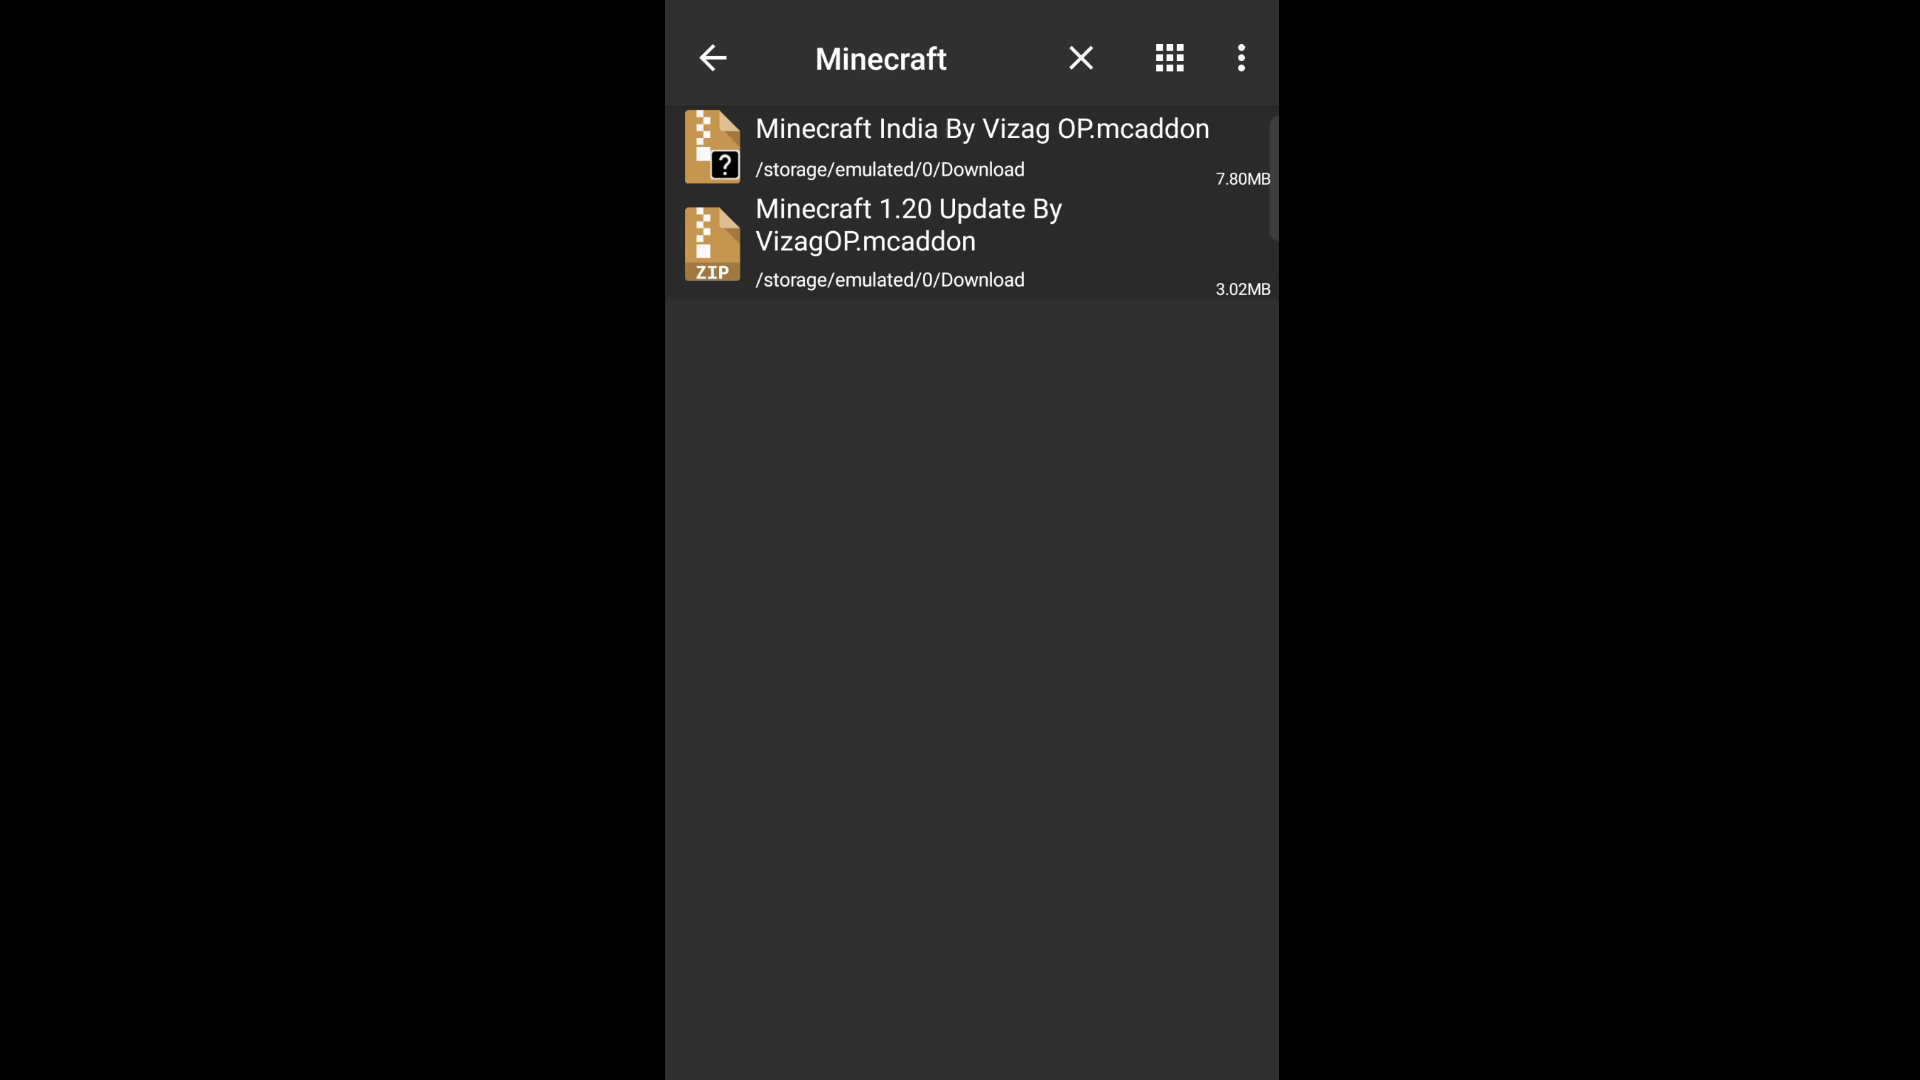 Minecraft
Minecraft India By Vizag OP.mcaddon
?
/storage/emulated/0/Download
7.80MB
Minecraft 1.20 Update By
VizagOP.mcaddon
ZIP
/storage/emulated/0/Download
3.02MB